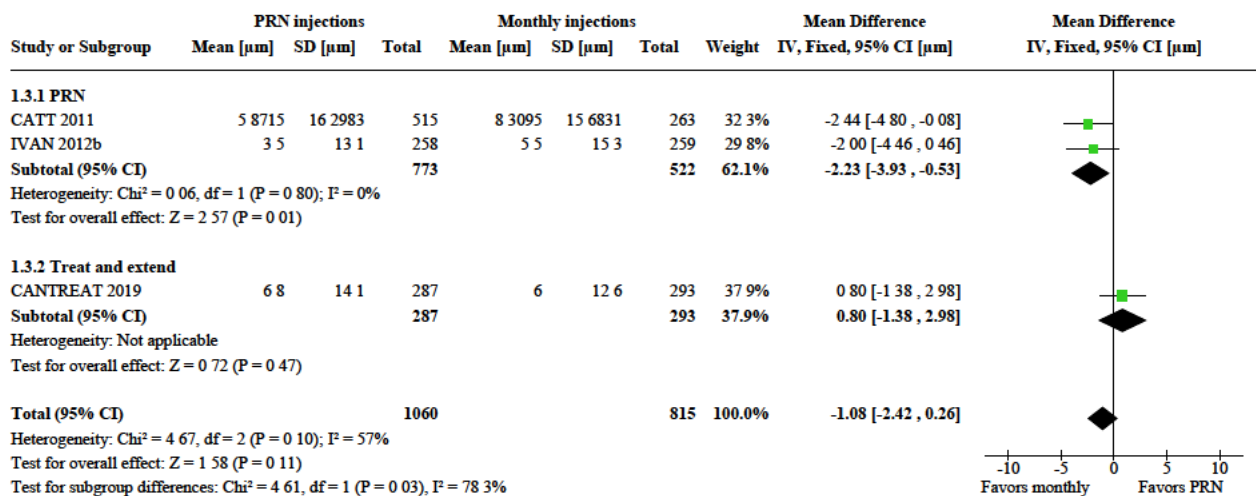 PRN injections Monthly injections Mean Difference Mean Difference
Study or Subgroup Mean [µm] SD [µm] Total Mean [µm] SD [µm] Total Weight IV, Fixed, 95% CI [µm] IV, Fixed, 95% CI [µm]
1.3.1 PRN
CATT 2011 5 8715 16 2983 515 8 3095 15 6831 263 32 3% -2 44 [-4 80 , -0 08]
IVAN 2012b 3 5 13 1 258 5 5 15 3 259 29 8% -2 00 [-4 46 , 0 46]
Subtotal (95% CI) 773 522 62.1% -2.23 [-3.93 , -0.53]
Heterogeneity: Chi² = 0 06, df = 1 (P = 0 80); I² = 0%
Test for overall effect: Z = 2 57 (P = 0 01)
1.3.2 Treat and extend
CANTREAT 2019 6 8 14 1 287 6 12 6 293 37 9% 0 80 [-1 38 , 2 98]
Subtotal (95% CI) 287 293 37.9% 0.80 [-1.38 , 2.98]
Heterogeneity: Not applicable
Test for overall effect: Z = 0 72 (P = 0 47)
Total (95% CI) 1060 815 100.0% -1.08 [-2.42 , 0.26]
Heterogeneity: Chi² = 4 67, df = 2 (P = 0 10); I² = 57%
Test for overall effect: Z = 1 58 (P = 0 11)
Test for subgroup differences: Chi² = 4 61, df = 1 (P = 0 03), I² = 78 3%
-10 -5 0 5 10
Favors monthly Favors PRN